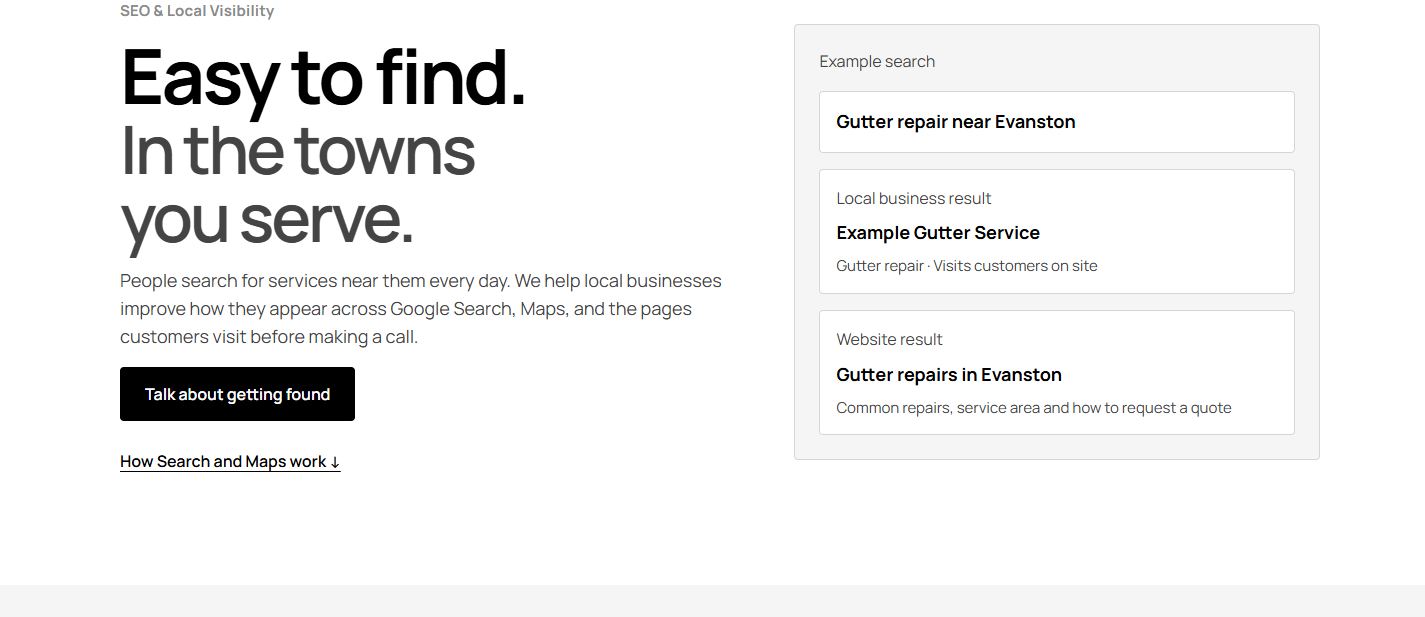 SEO & Local Visibility
Easy to find.
In the towns
you serve.
People search for services near them every day. We help local businesses
improve how they appear across Google Search, Maps, and the pages
customers visit before making a call.
Talk about getting found
How Search and Maps work ↓
Example search
Gutter repair near Evanston
Local business result
Example Gutter Service
Gutter repair · Visits customers on site
Website result
Gutter repairs in Evanston
Common repairs, service area and how to request a quote